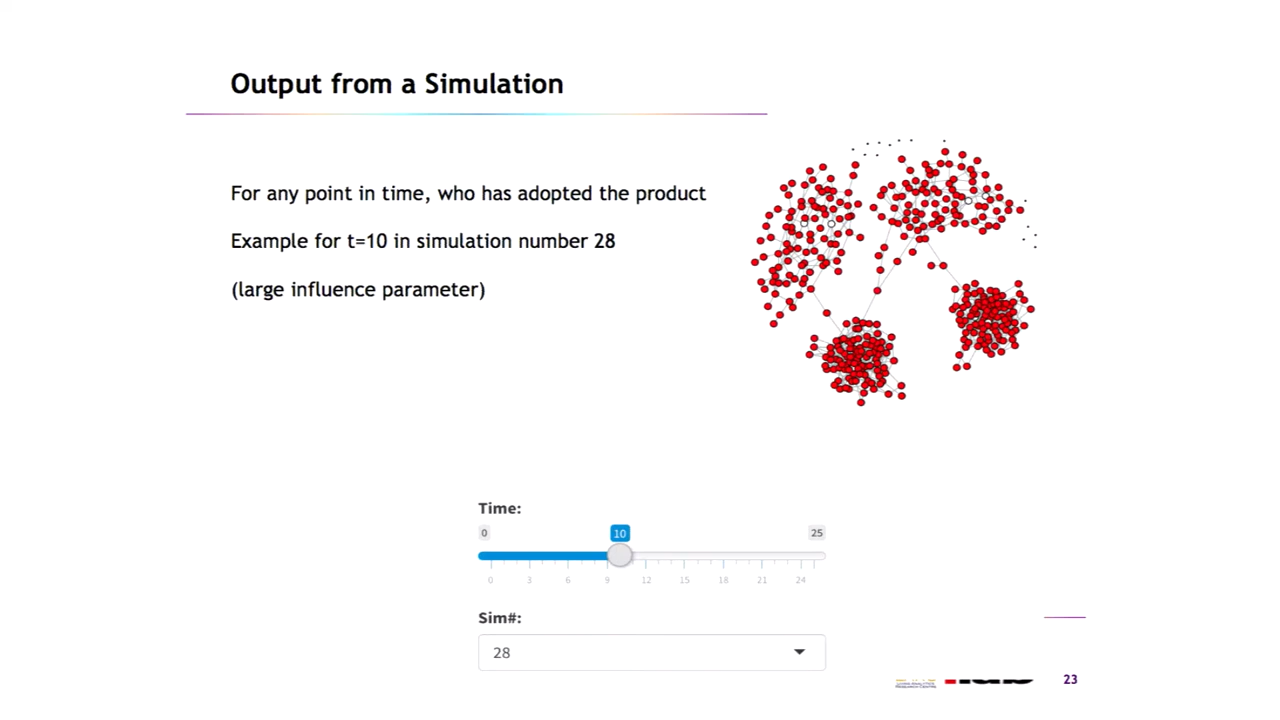 Output from a Simulation
For any point in time, who has adopted the product
Example for t=10 in simulation number 28
(large influence parameter)
Time:
0 10 25
0 3 6 9 12 15 18 21 24
Sim#:
28
23